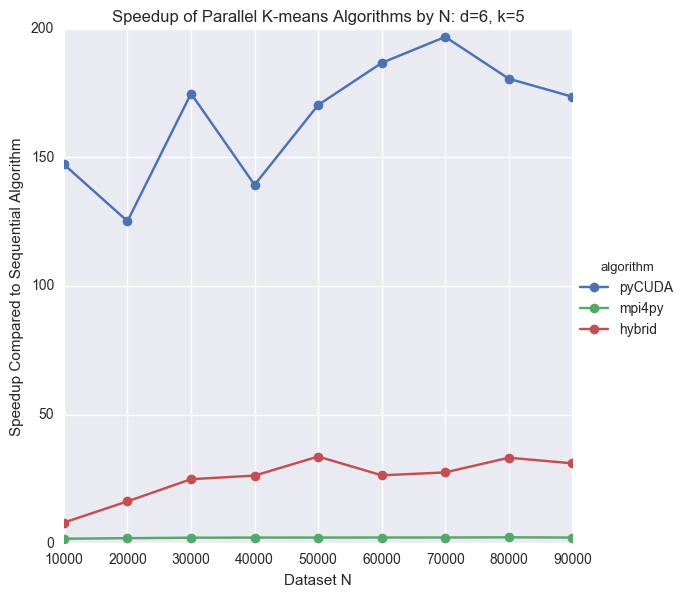 Speedup of Parallel K-means Algorithms by N: d=6, k=5
200
150
100
50
0
Speedup Compared to Sequential Algorithm
10000 20000 30000 40000 50000 60000 70000 80000 90000
Dataset N
algorithm
pyCUDA
mpi4py
hybrid